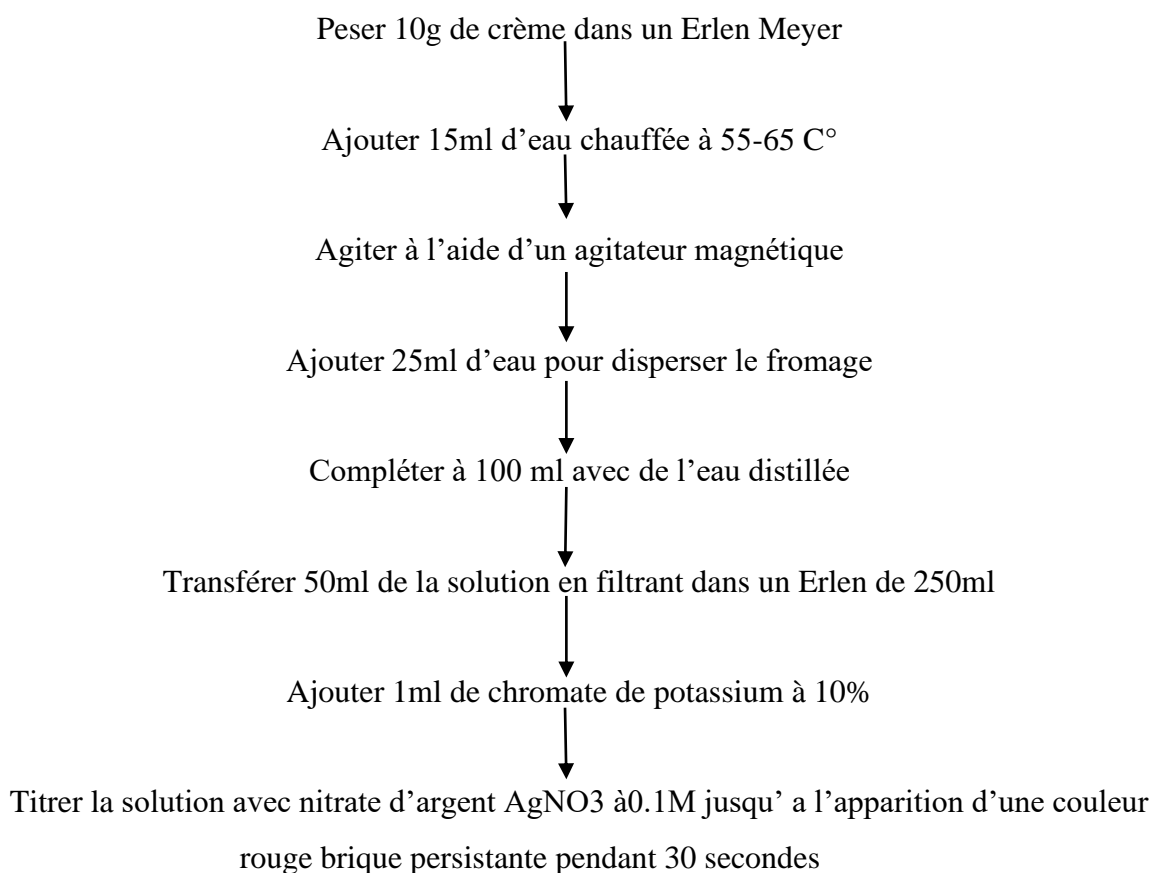 Peser 10g de crème dans un Erlen Meyer
Ajouter 15ml d’eau chauffée à 55-65 C°
Agiter à l’aide d’un agitateur magnétique
Ajouter 25ml d’eau pour disperser le fromage
Compléter à 100 ml avec de l’eau distillée
Transférer 50ml de la solution en filtrant dans un Erlen de 250ml
Ajouter 1ml de chromate de potassium à 10%
Titrer la solution avec nitrate d’argent AgNO3 à0.1M jusqu’ a l’apparition d’une couleur
rouge brique persistante pendant 30 secondes